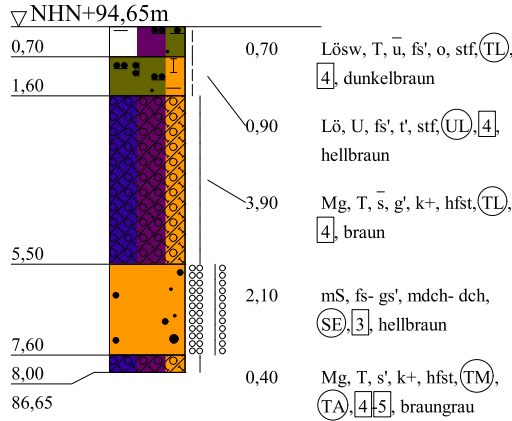 ▽ NHN+94,65m
0,70 0,70 Lösw, T, u̅, fs', o, stf, TL,
1,60 4, dunkelbraun
0,90 Lö, U, fs', t', stf, UL, 4,
hellbraun
3,90 Mg, T, s̅, g', k+, hfst, TL,
4, braun
5,50
2,10 mS, fs- gs', mdch- dch,
SE, 3, hellbraun
7,60
8,00 0,40 Mg, T, s', k+, hfst, TM,
86,65 TA, 4-5, braungrau